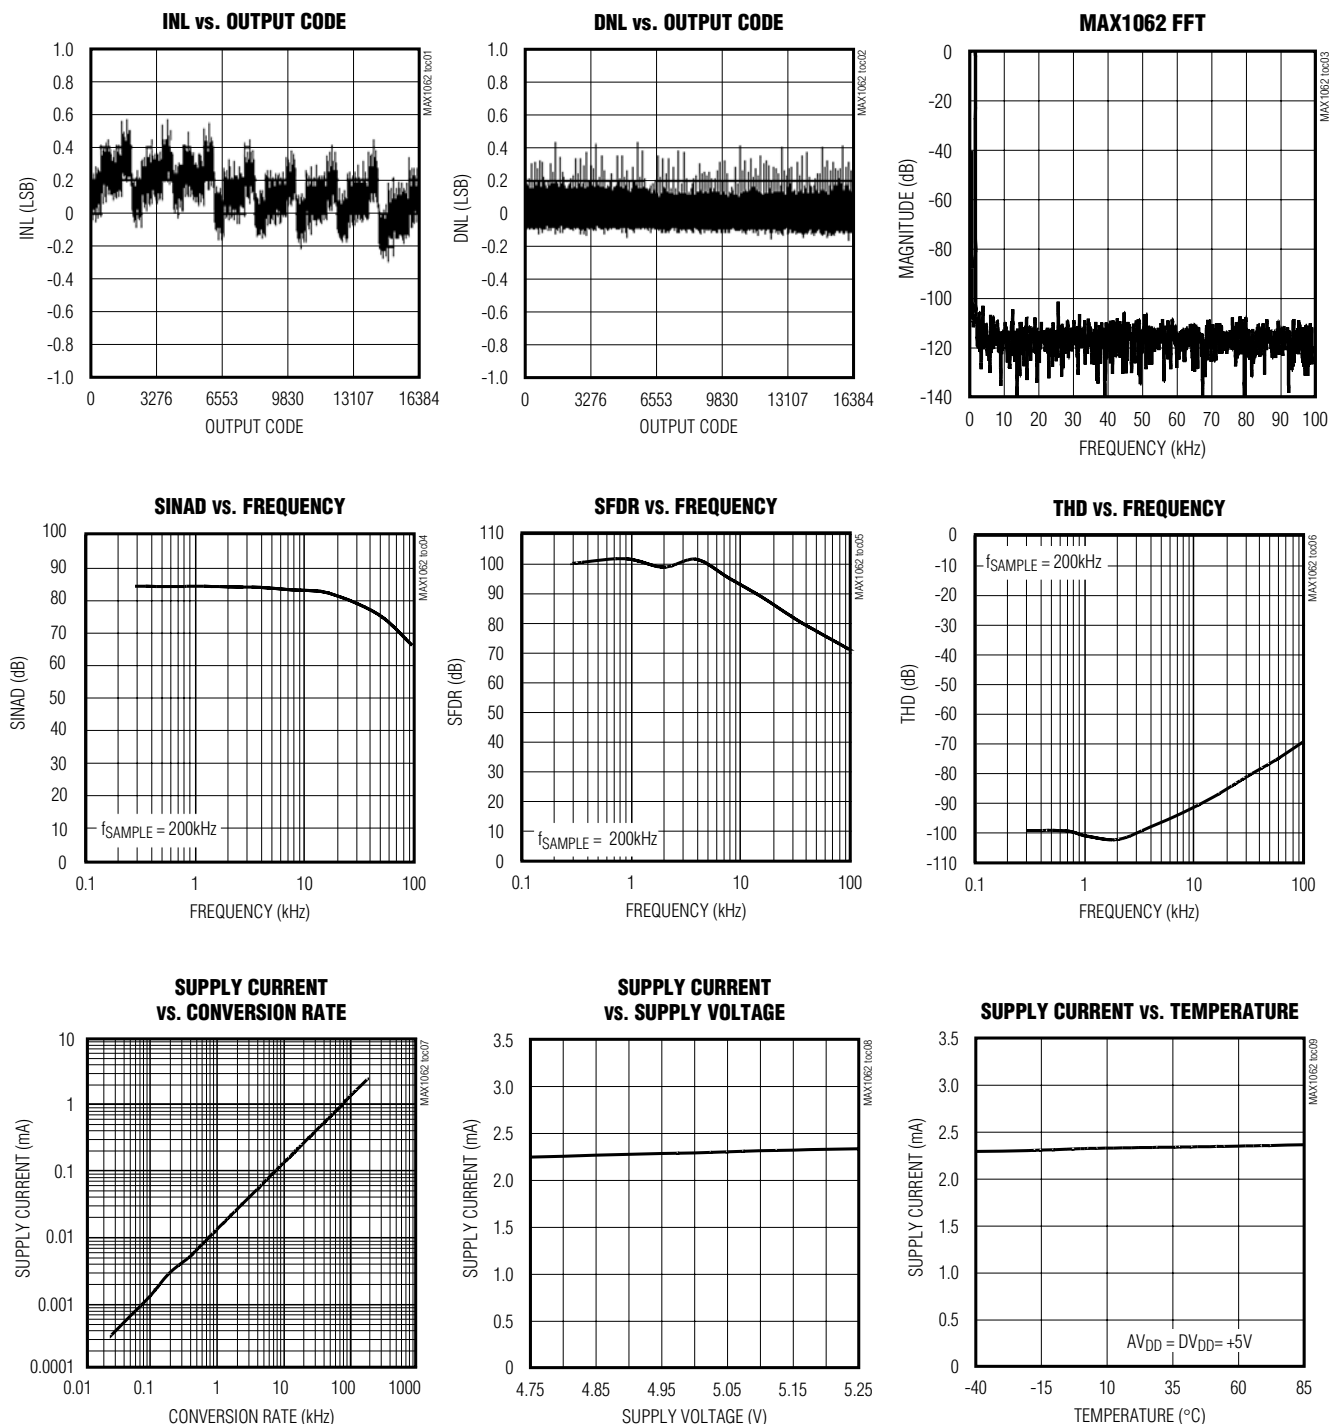 INL vs. OUTPUT CODE
MAX1062 toc01
1.0
0.8
0.6
0.4
0.2
0
-0.2
-0.4
-0.6
-0.8
-1.0
INL (LSB)
0 3276 6553 9830 13107 16384
OUTPUT CODE
DNL vs. OUTPUT CODE
MAX1062 toc02
1.0
0.8
0.6
0.4
0.2
0
-0.2
-0.4
-0.6
-0.8
-1.0
DNL (LSB)
0 3276 6553 9830 13107 16384
OUTPUT CODE
MAX1062 FFT
MAX1062 toc03
0
-20
-40
-60
-80
-100
-120
-140
MAGNITUDE (dB)
0 10 20 30 40 50 60 70 80 90 100
FREQUENCY (kHz)
SINAD vs. FREQUENCY
MAX1062 toc04
100
90
80
70
60
50
40
30
20
10
0
SINAD (dB)
fSAMPLE = 200kHz
0.1 1 10 100
FREQUENCY (kHz)
SFDR vs. FREQUENCY
MAX1062 toc05
110
100
90
80
70
60
50
40
30
20
10
0
SFDR (dB)
fSAMPLE = 200kHz
0.1 1 10 100
FREQUENCY (kHz)
THD vs. FREQUENCY
MAX1062 toc06
0
-10
-20
-30
-40
-50
-60
-70
-80
-90
-100
-110
THD (dB)
fSAMPLE = 200kHz
0.1 1 10 100
FREQUENCY (kHz)
SUPPLY CURRENT
vs. CONVERSION RATE
MAX1062 toc07
10
1
0.1
0.01
0.001
0.0001
SUPPLY CURRENT (mA)
0.01 0.1 1 10 100 1000
CONVERSION RATE (kHz)
SUPPLY CURRENT
vs. SUPPLY VOLTAGE
MAX1062 toc08
3.5
3.0
2.5
2.0
1.5
1.0
0.5
0
SUPPLY CURRENT (mA)
4.75 4.85 4.95 5.05 5.15 5.25
SUPPLY VOLTAGE (V)
SUPPLY CURRENT vs. TEMPERATURE
MAX1062 toc09
3.5
3.0
2.5
2.0
1.5
1.0
0.5
0
SUPPLY CURRENT (mA)
AVDD = DVDD= +5V
-40 -15 10 35 60 85
TEMPERATURE (°C)